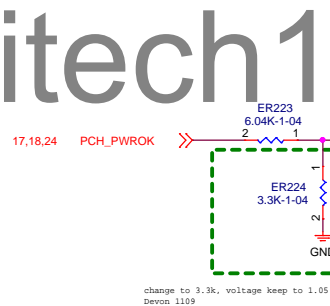 itech1
ER223
6.04K-1-04
17,18,24 PCH_PWROK
2 1
1
ER224
3.3K-1-04
2
GND
change to 3.3k, voltage keep to 1.05
Devon 1109